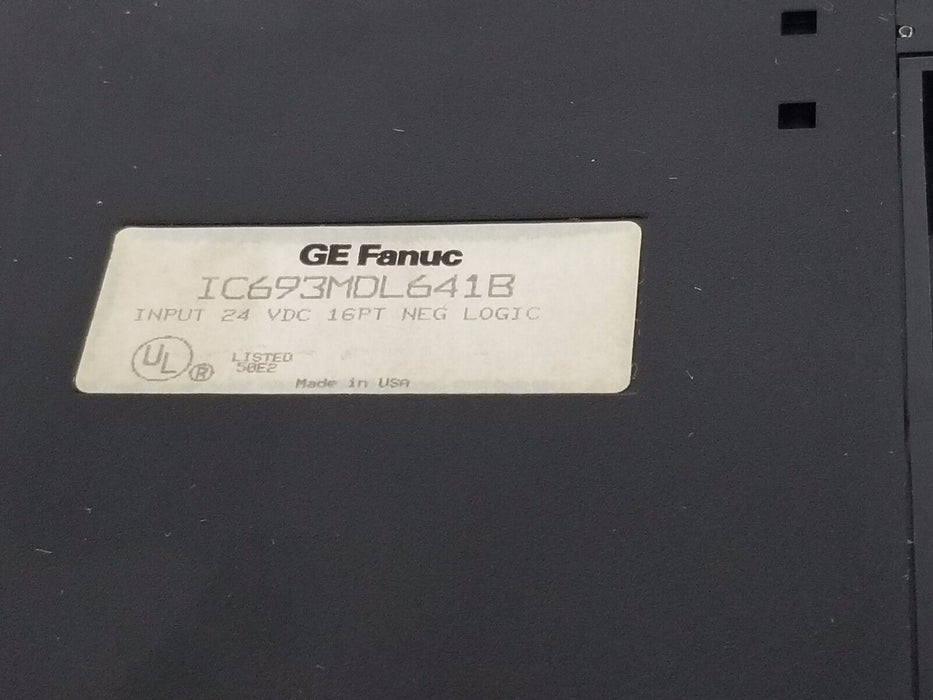 GE Fanuc
IC693MDL641B
INPUT 24 VDC 16PT NEG LOGIC
UL ® LISTED
50E2
Made in USA